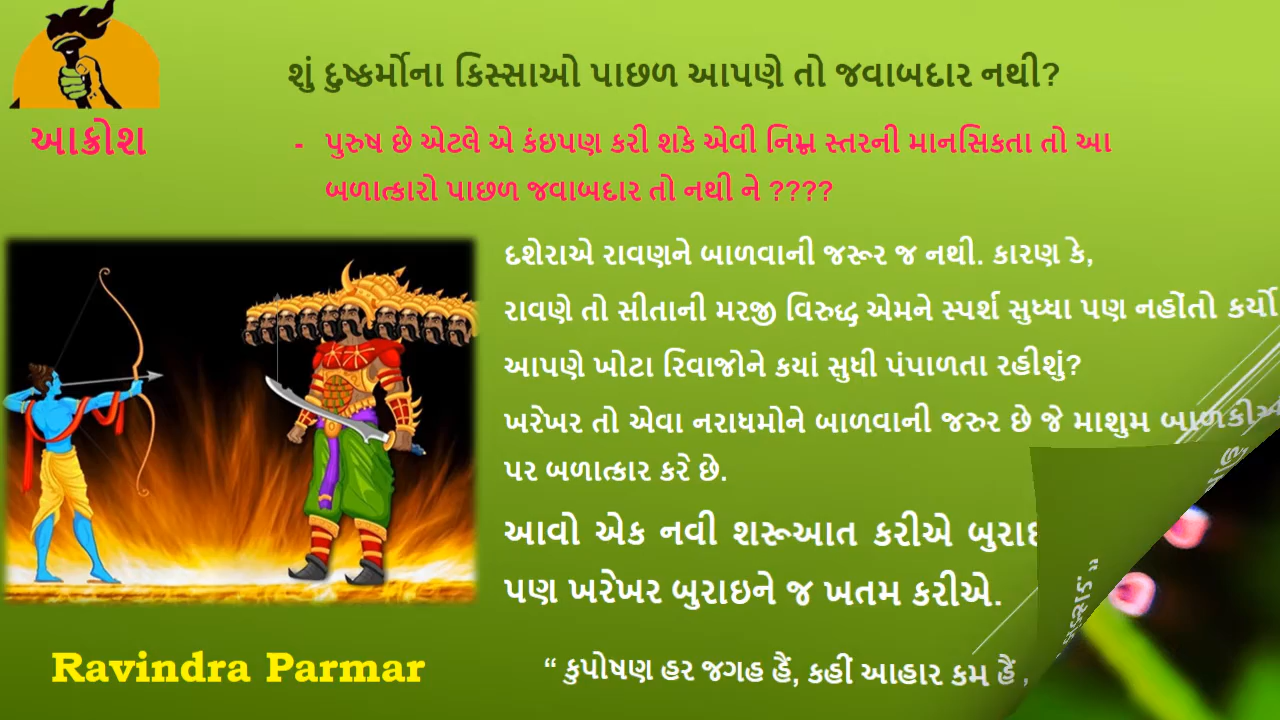 આક્રોશ
શું દુષ્કર્મોના કિસ્સાઓ પાછળ આપણે તો જવાબદાર નથી?
- પુરુષ છે એટલે એ કંઇપણ કરી શકે એવી નિમ્ન સ્તરની માનસિકતા તો આ
બળાત્કારો પાછળ જવાબદાર તો નથી ને ????
દશેરાએ રાવણને બાળવાની જરૂર જ નથી. કારણ કે,
રાવણે તો સીતાની મરજી વિરુદ્ધ એમને સ્પર્શ સુધ્ધા પણ નહોંતો કર્યો
આપણે ખોટા રિવાજોને કયાં સુધી પંપાળતા રહીશું?
ખરેખર તો એવા નરાધમોને બાળવાની જરુર છે જે માશુમ
પર બળાત્કાર કરે છે.
આવો એક નવી શરૂઆત કરીએ
પણ ખરેખર બુરાઇને જ ખતમ કરીએ.
Ravindra Parmar
“ કુપોષણ હર જગહ હૈં, કહીં આહાર કમ હૈં ,